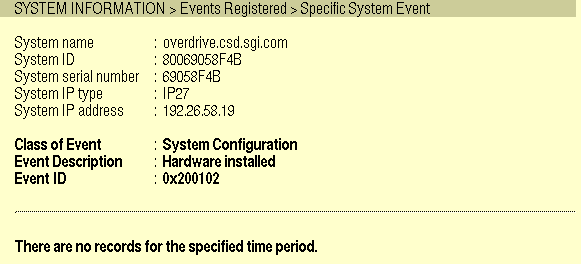 SYSTEM INFORMATION > Events Registered > Specific System Event
System name : overdrive.csd.sgi.com
System ID : 80069058F4B
System serial number : 69058F4B
System IP type : IP27
System IP address : 192.26.58.19
Class of Event : System Configuration
Event Description : Hardware installed
Event ID : 0x200102
There are no records for the specified time period.